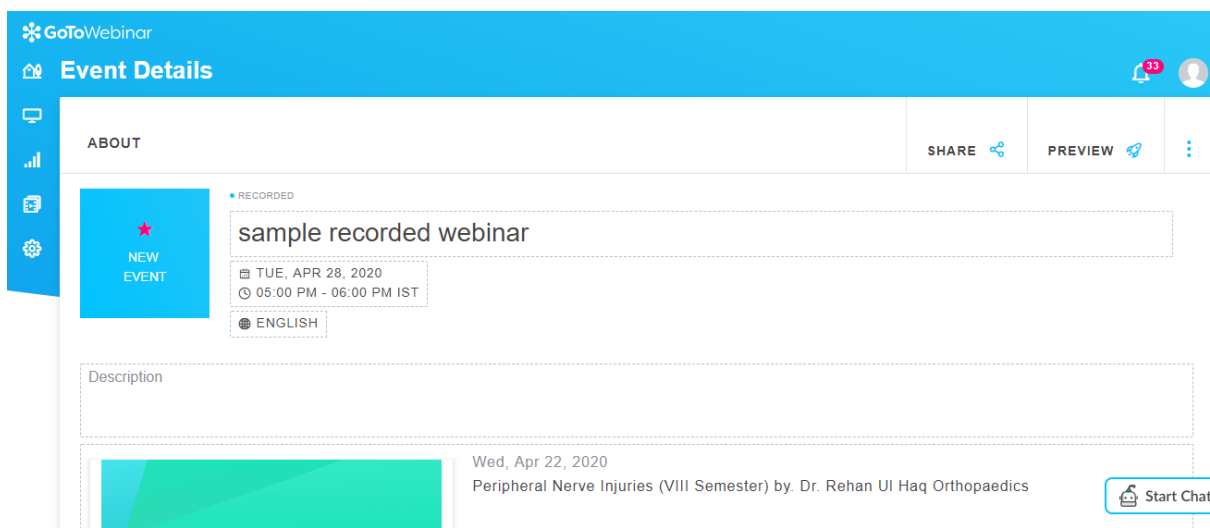 GoToWebinar
Event Details
33
ABOUT
SHARE
PREVIEW
RECORDED
NEW
EVENT
sample recorded webinar
TUE, APR 28, 2020
05:00 PM - 06:00 PM IST
ENGLISH
Description
Wed, Apr 22, 2020
Peripheral Nerve Injuries (VIII Semester) by. Dr. Rehan Ul Haq Orthopaedics
Start Chat